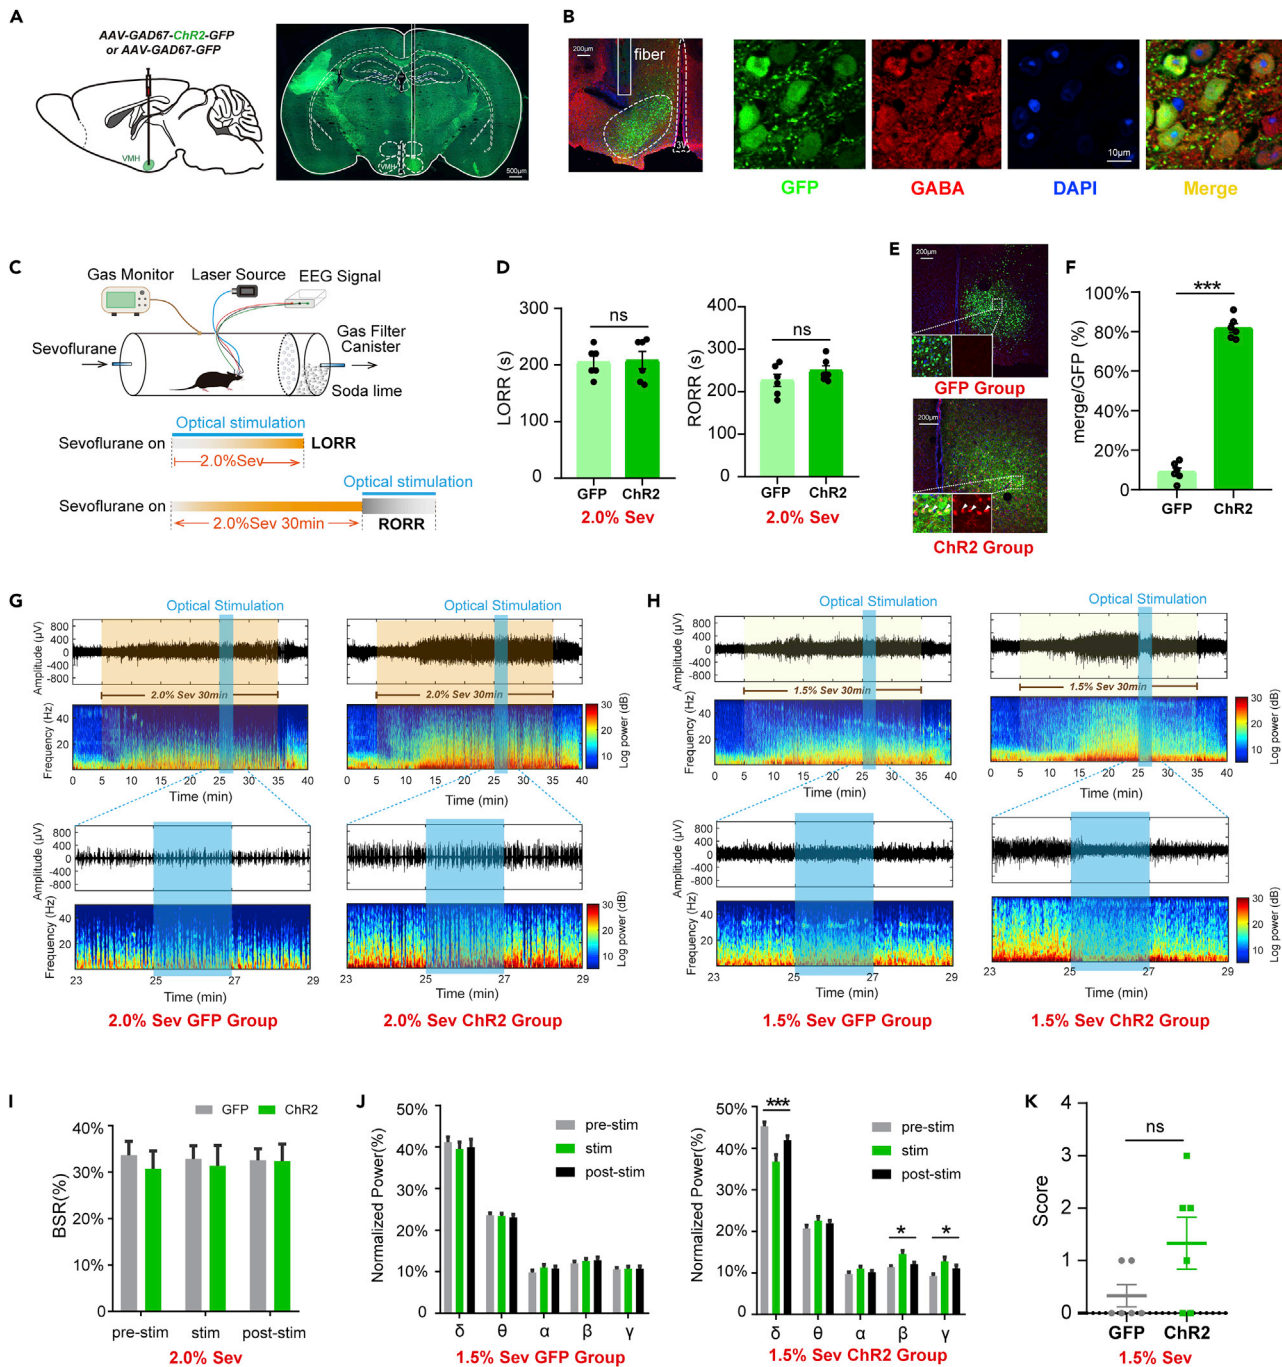 A
AAV-GAD67-ChR2-GFP
or AAV-GAD67-GFP
VMH
VMH
500μm
B
200μm
fiber
3V
10μm
GFP
GABA
DAPI
Merge
C
Gas Monitor
Laser Source
EEG Signal
Gas Filter
Canister
Sevoflurane
Soda lime
Optical stimulation
Sevoflurane on
LORR
2.0%Sev
Optical stimulation
Sevoflurane on
2.0%Sev 30min
RORR
D
LORR (s)
300
200
100
0
ns
GFP
ChR2
2.0% Sev
RORR (s)
400
300
200
100
0
ns
GFP
ChR2
2.0% Sev
E
200μm
GFP Group
200μm
ChR2 Group
F
merge/GFP (%)
100%
80%
60%
40%
20%
0
***
GFP
ChR2
G
Optical Stimulation
Optical Stimulation
Amplitude (μV)
800
400
0
-400
-800
2.0% Sev 30min
2.0% Sev 30min
Frequency (Hz)
40
20
0 5 10 15 20 25 30 35 40
0 5 10 15 20 25 30 35 40
Time (min)
Time (min)
30
20
10
Log power (dB)
Amplitude (μV)
800
400
0
-400
-800
Frequency (Hz)
40
20
23 25 27 29
23 25 27 29
Time (min)
Time (min)
30
20
10
Log power (dB)
2.0% Sev GFP Group
2.0% Sev ChR2 Group
H
Optical Stimulation
Optical Stimulation
Amplitude (μV)
800
400
0
-400
-800
1.5% Sev 30min
1.5% Sev 30min
Frequency (Hz)
40
20
0 5 10 15 20 25 30 35 40
0 5 10 15 20 25 30 35 40
Time (min)
Time (min)
30
20
10
Log power (dB)
Amplitude (μV)
800
400
0
-400
-800
Frequency (Hz)
40
20
23 25 27 29
23 25 27 29
Time (min)
Time (min)
30
20
10
Log power (dB)
1.5% Sev GFP Group
1.5% Sev ChR2 Group
I
GFP
ChR2
BSR(%)
50%
40%
30%
20%
10%
0
pre-stim stim post-stim
2.0% Sev
J
Normalized Power(%)
50%
40%
30%
20%
10%
0
pre-stim
stim
post-stim
δ θ α β γ
1.5% Sev GFP Group
Normalized Power(%)
50%
40%
30%
20%
10%
0
***
*
*
pre-stim
stim
post-stim
δ θ α β γ
1.5% Sev ChR2 Group
K
Score
4
3
2
1
0
ns
GFP
ChR2
1.5% Sev